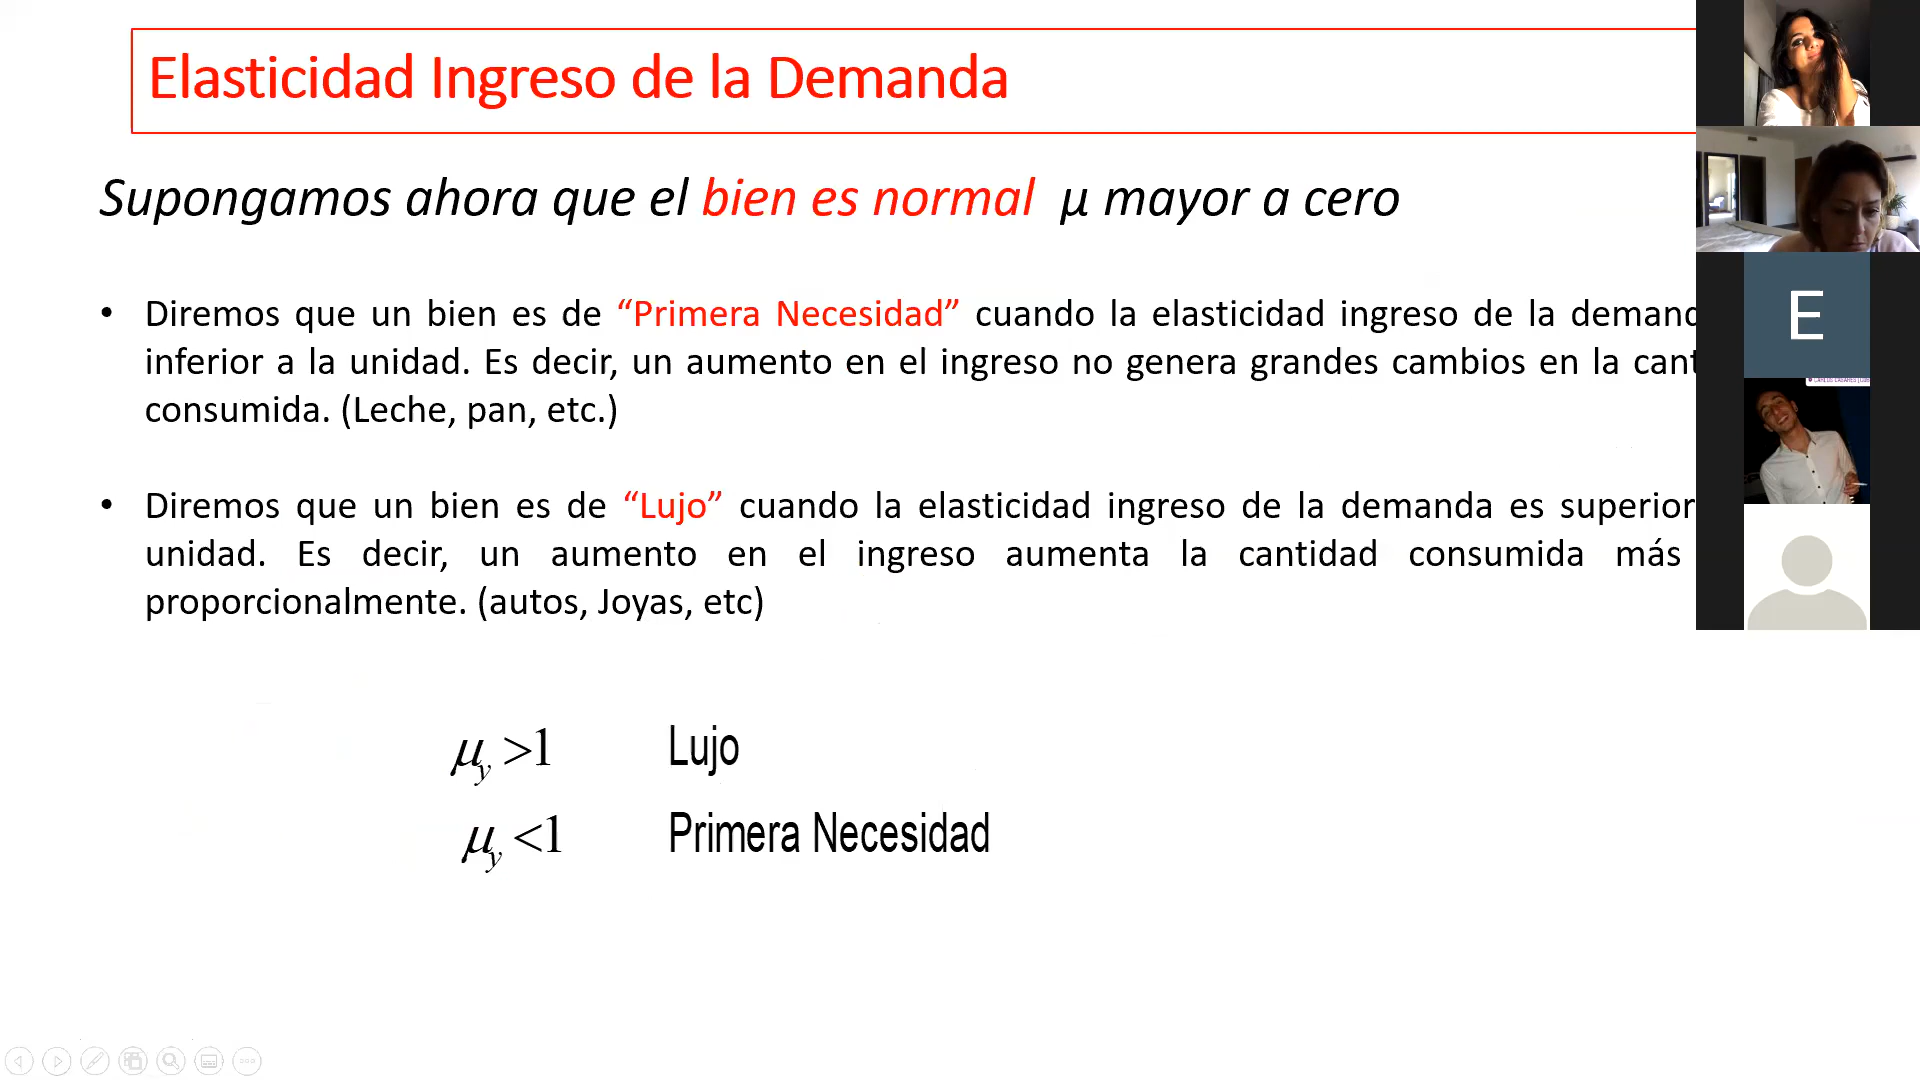 Elasticidad Ingreso de la Demanda
Supongamos ahora que el bien es normal μ mayor a cero
• Diremos que un bien es de “Primera Necesidad” cuando la elasticidad ingreso de la demand
inferior a la unidad. Es decir, un aumento en el ingreso no genera grandes cambios en la cant
consumida. (Leche, pan, etc.)
• Diremos que un bien es de “Lujo” cuando la elasticidad ingreso de la demanda es superior
unidad. Es decir, un aumento en el ingreso aumenta la cantidad consumida más
proporcionalmente. (autos, Joyas, etc)
μy >1 Lujo
μy <1 Primera Necesidad
E